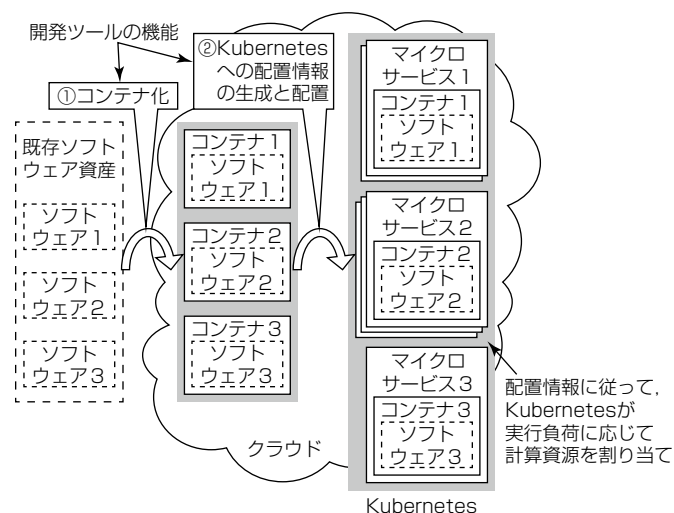 開発ツールの機能
①コンテナ化
②Kubernetes
への配置情報
の生成と配置
既存ソフト
ウェア資産
ソフト
ウェア1
ソフト
ウェア2
ソフト
ウェア3
コンテナ1
ソフト
ウェア1
コンテナ2
ソフト
ウェア2
コンテナ3
ソフト
ウェア3
クラウド
マイクロ
サービス1
コンテナ1
ソフト
ウェア1
マイクロ
サービス2
コンテナ2
ソフト
ウェア2
マイクロ
サービス3
コンテナ3
ソフト
ウェア3
Kubernetes
配置情報に従って,
Kubernetesが
実行負荷に応じて
計算資源を割り当て